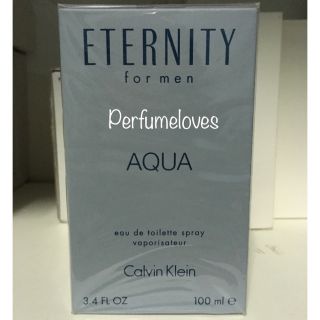 ETERNITY
for men
Perfumeloves
AQUA
eau de toilette spray
vaporisateur
Calvin Klein
3.4 FL OZ 100 ml ℮